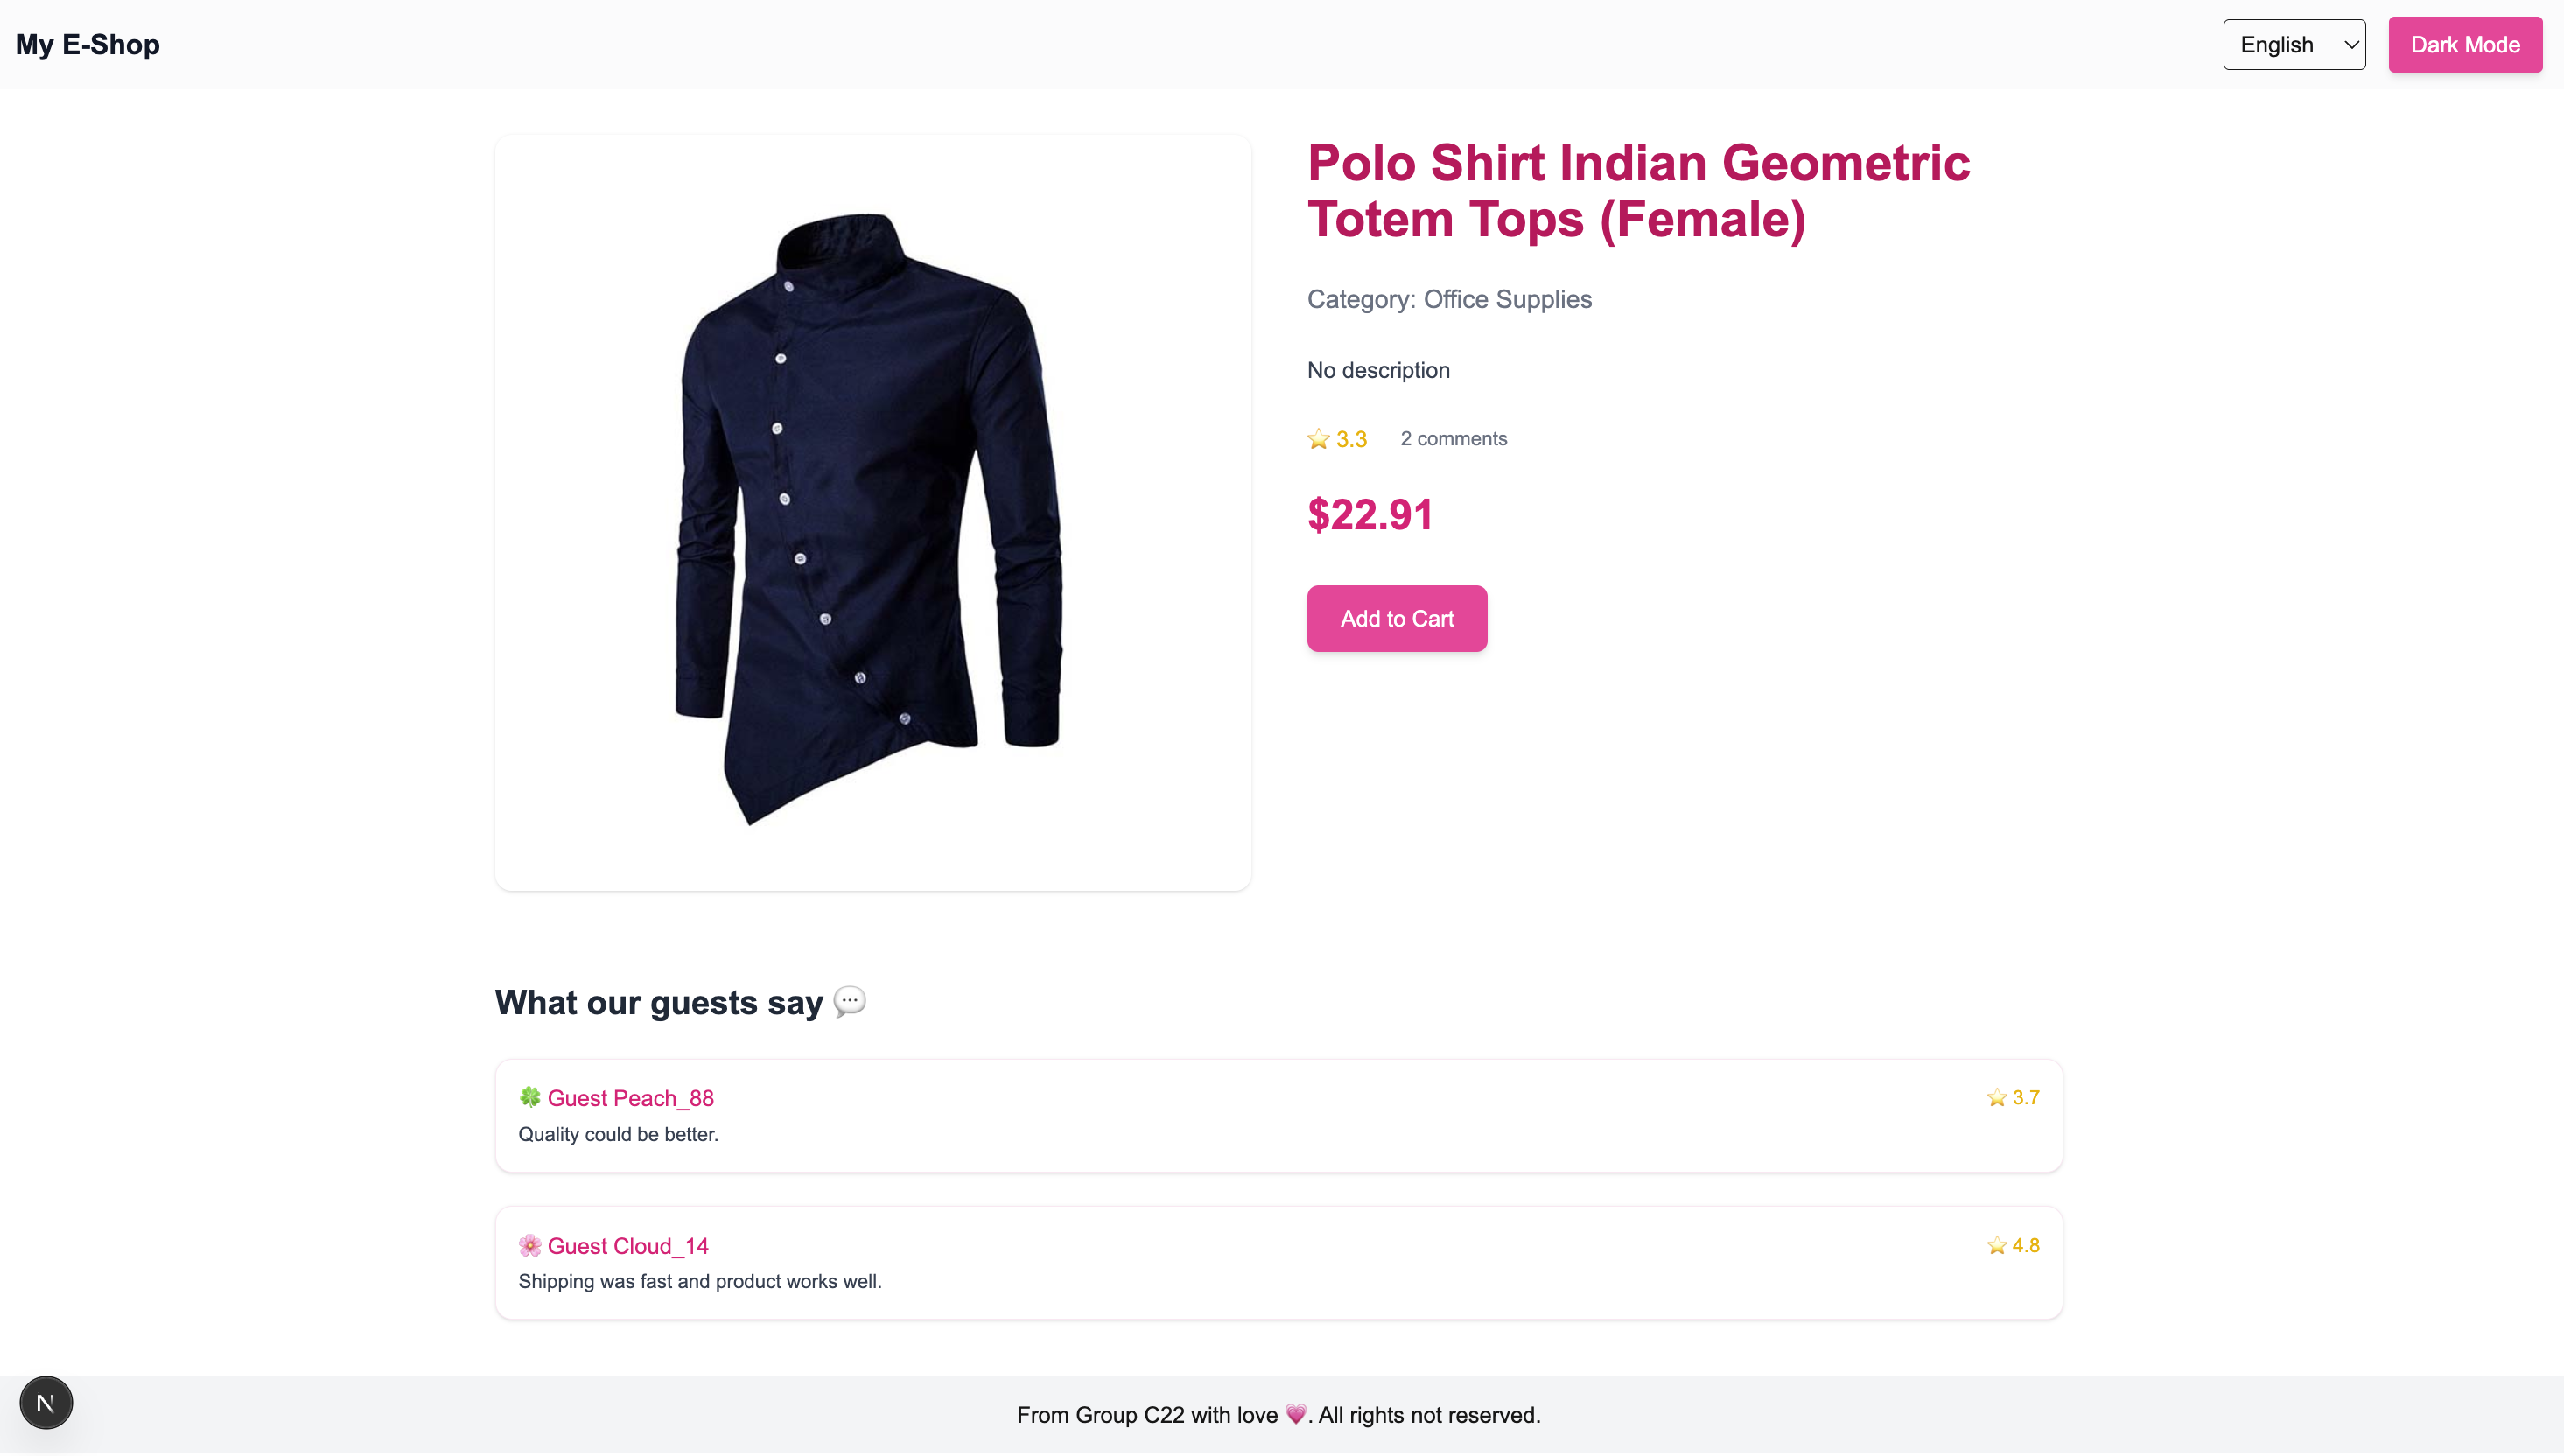 My E-Shop
English
Dark Mode
Polo Shirt Indian Geometric
Totem Tops (Female)
Category: Office Supplies
No description
⭐ 3.3 2 comments
$22.91
Add to Cart
What our guests say 💬
🍀 Guest Peach_88 ⭐ 3.7
Quality could be better.
🌸 Guest Cloud_14 ⭐ 4.8
Shipping was fast and product works well.
N
From Group C22 with love 💗. All rights not reserved.